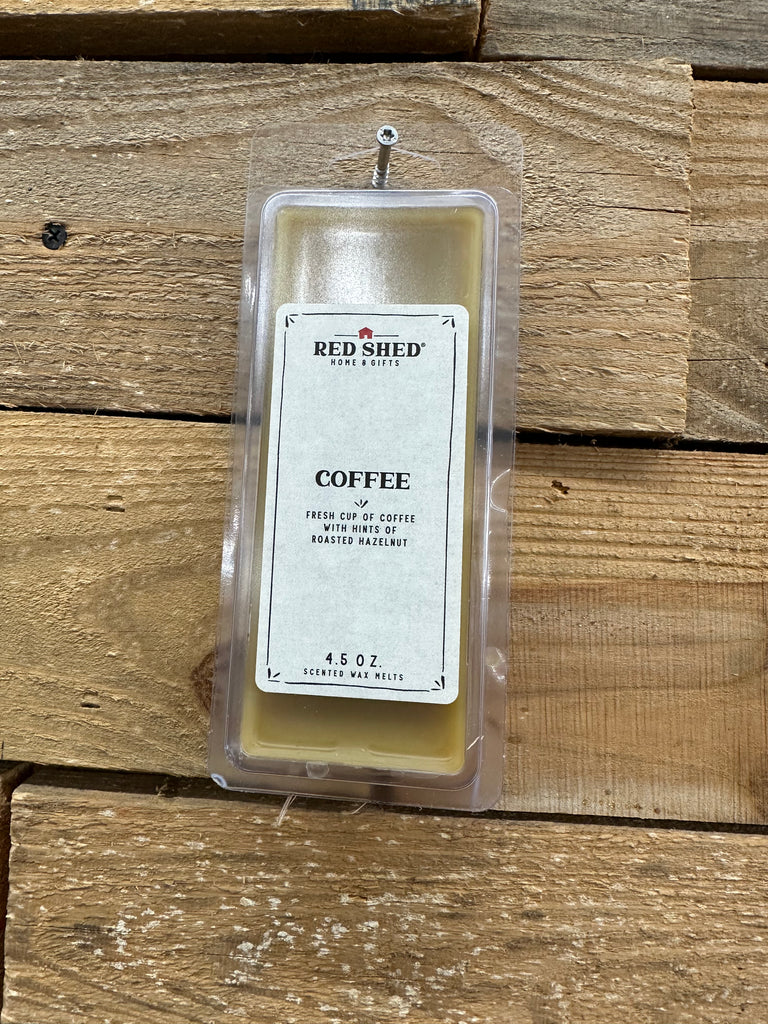 RED SHED®
HOME & GIFTS
COFFEE
FRESH CUP OF COFFEE
WITH HINTS OF
ROASTED HAZELNUT
4.5 OZ.
SCENTED WAX MELTS